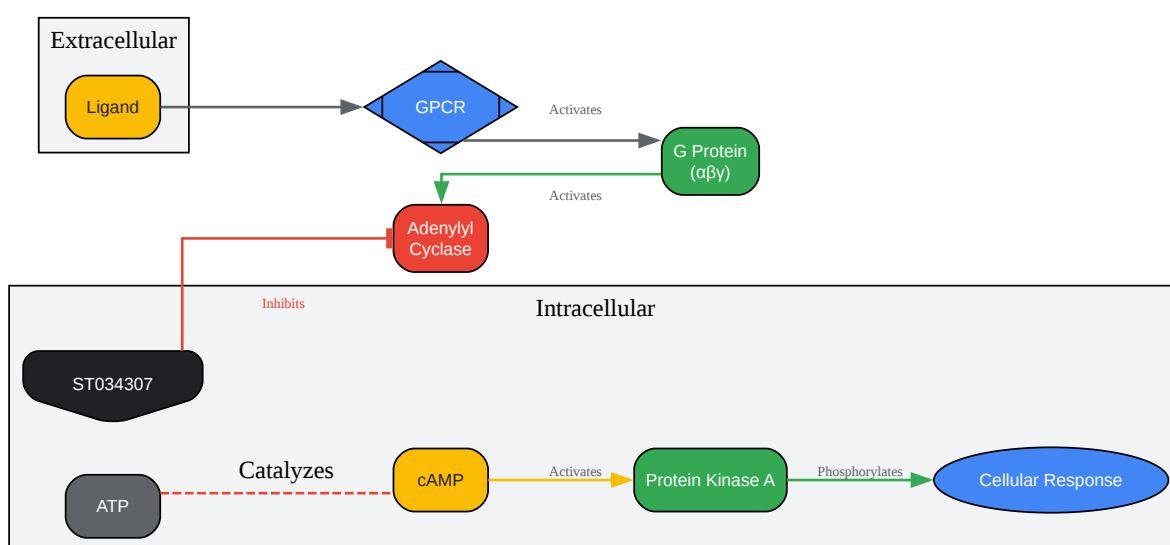 Extracellular
Ligand
GPCR
Activates
G Protein
(αβγ)
Activates
Adenylyl
Cyclase
Inhibits
Intracellular
ST034307
Catalyzes
ATP
cAMP
Activates
Protein Kinase A
Phosphorylates
Cellular Response